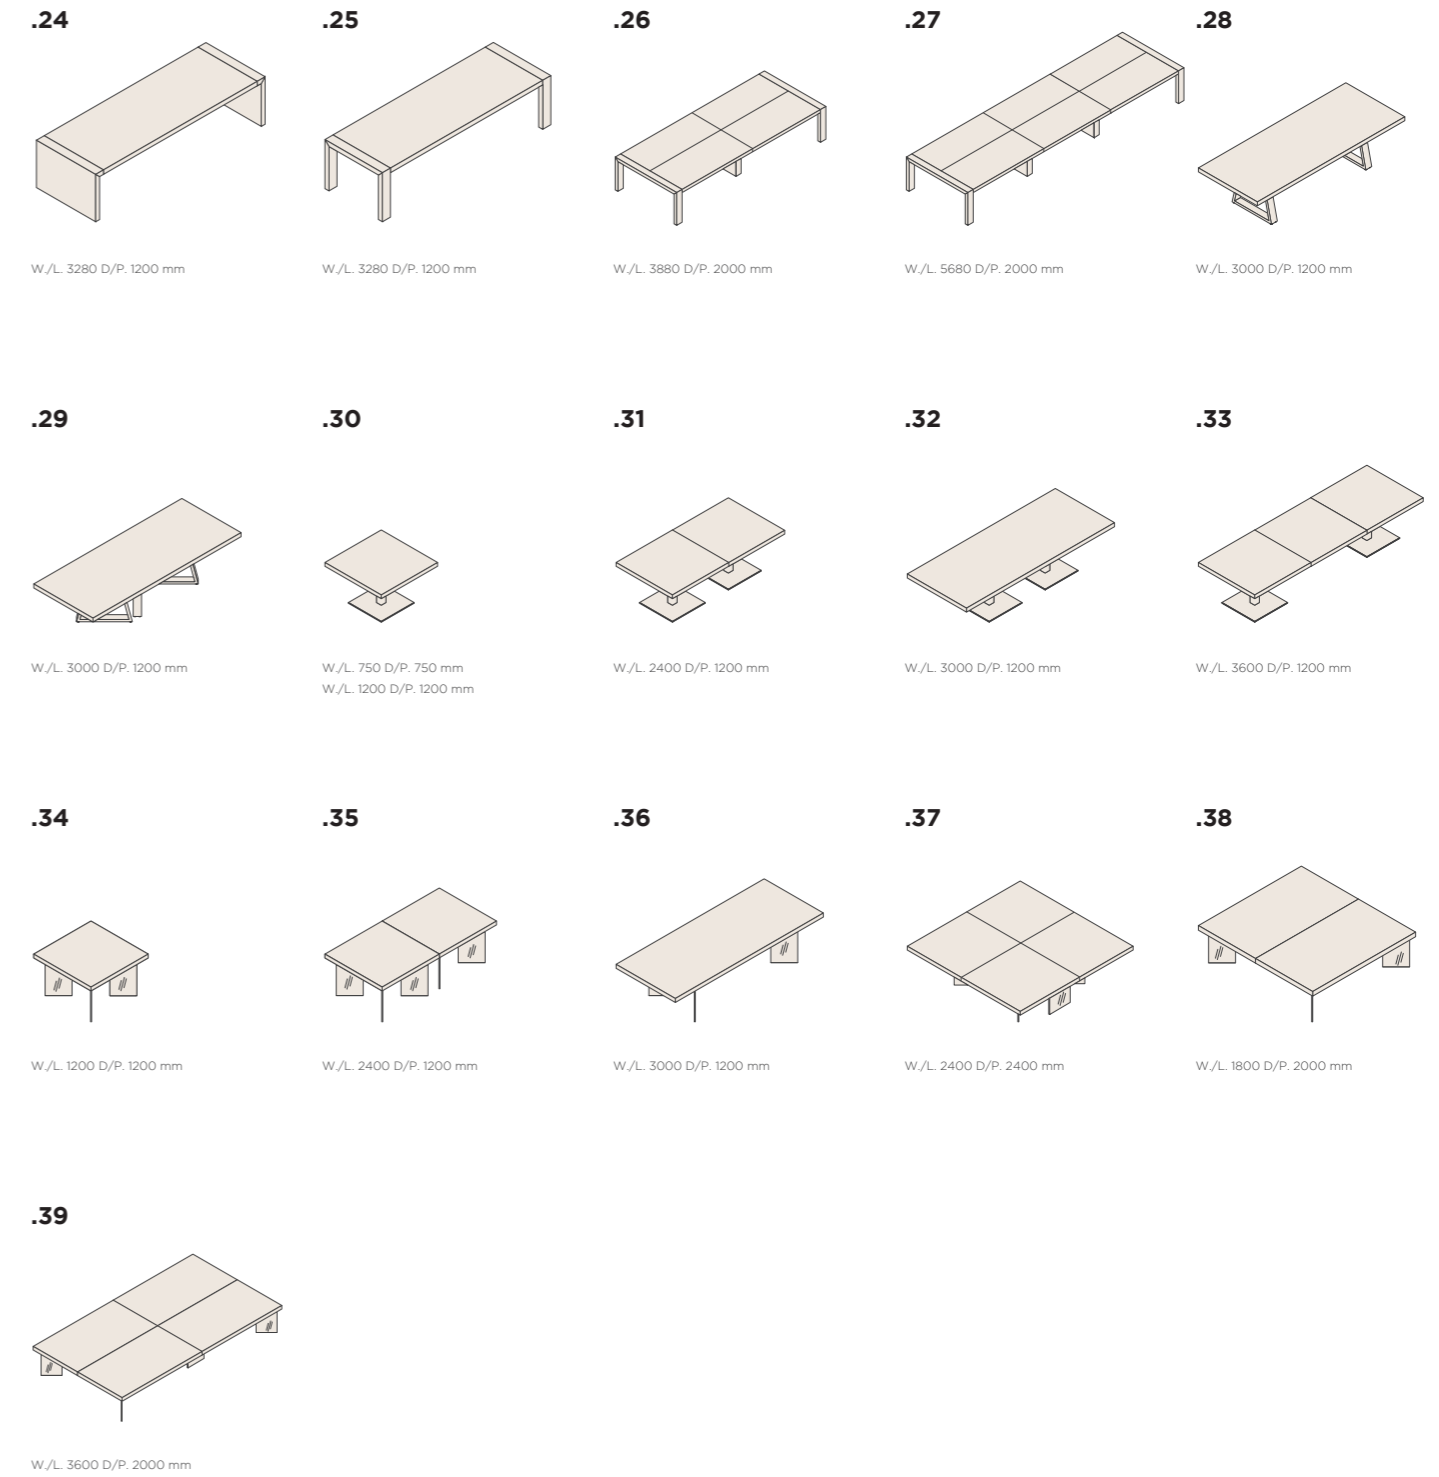 .24
.25
.26
.27
.28
W./L. 3280 D/P. 1200 mm
W./L. 3280 D/P. 1200 mm
W./L. 3880 D/P. 2000 mm
W./L. 5680 D/P. 2000 mm
W./L. 3000 D/P. 1200 mm
.29
.30
.31
.32
.33
W./L. 3000 D/P. 1200 mm
W./L. 750 D/P. 750 mm
W./L. 1200 D/P. 1200 mm
W./L. 2400 D/P. 1200 mm
W./L. 3000 D/P. 1200 mm
W./L. 3600 D/P. 1200 mm
.34
.35
.36
.37
.38
W./L. 1200 D/P. 1200 mm
W./L. 2400 D/P. 1200 mm
W./L. 3000 D/P. 1200 mm
W./L. 2400 D/P. 2400 mm
W./L. 1800 D/P. 2000 mm
.39
W./L. 3600 D/P. 2000 mm